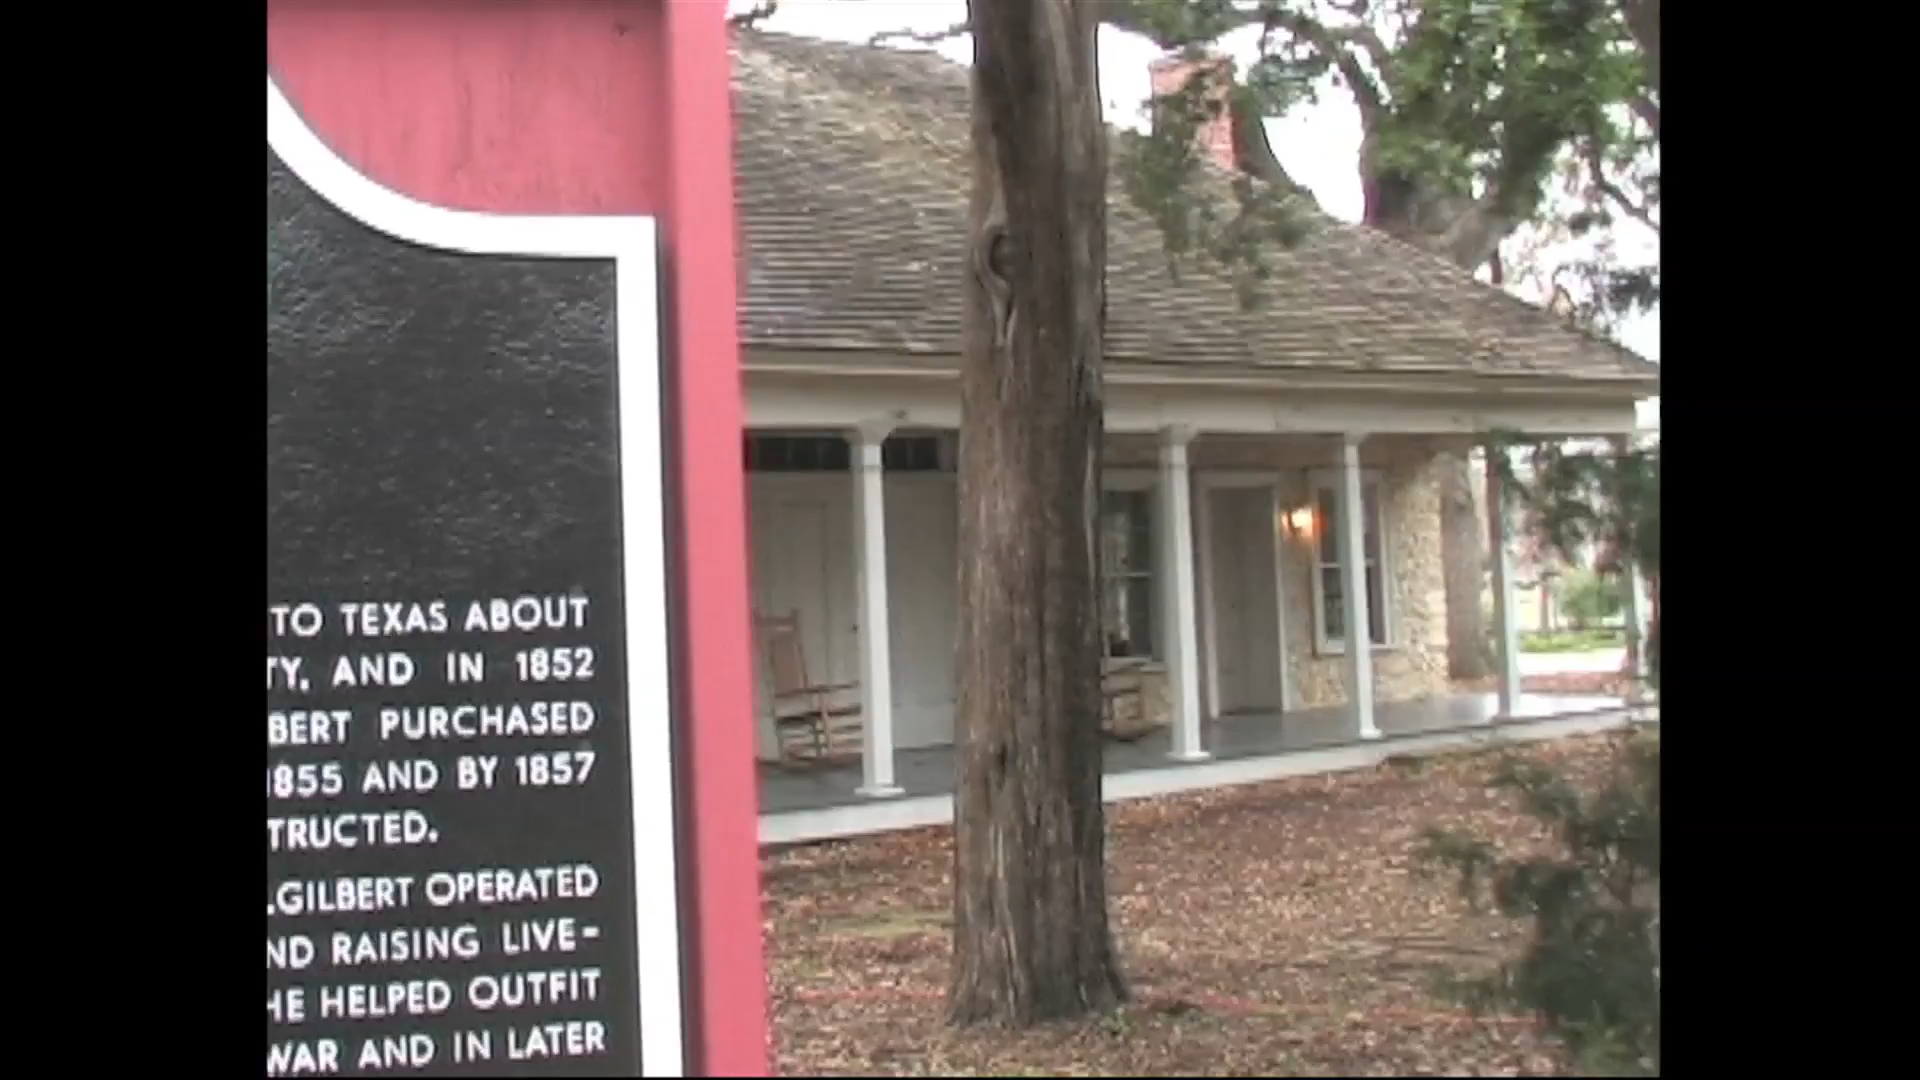 TO TEXAS ABOUT
TY, AND IN 1852
BERT PURCHASED
1855 AND BY 1857
TRUCTED.
.GILBERT OPERATED
ND RAISING LIVE-
HE HELPED OUTFIT
WAR AND IN LATER